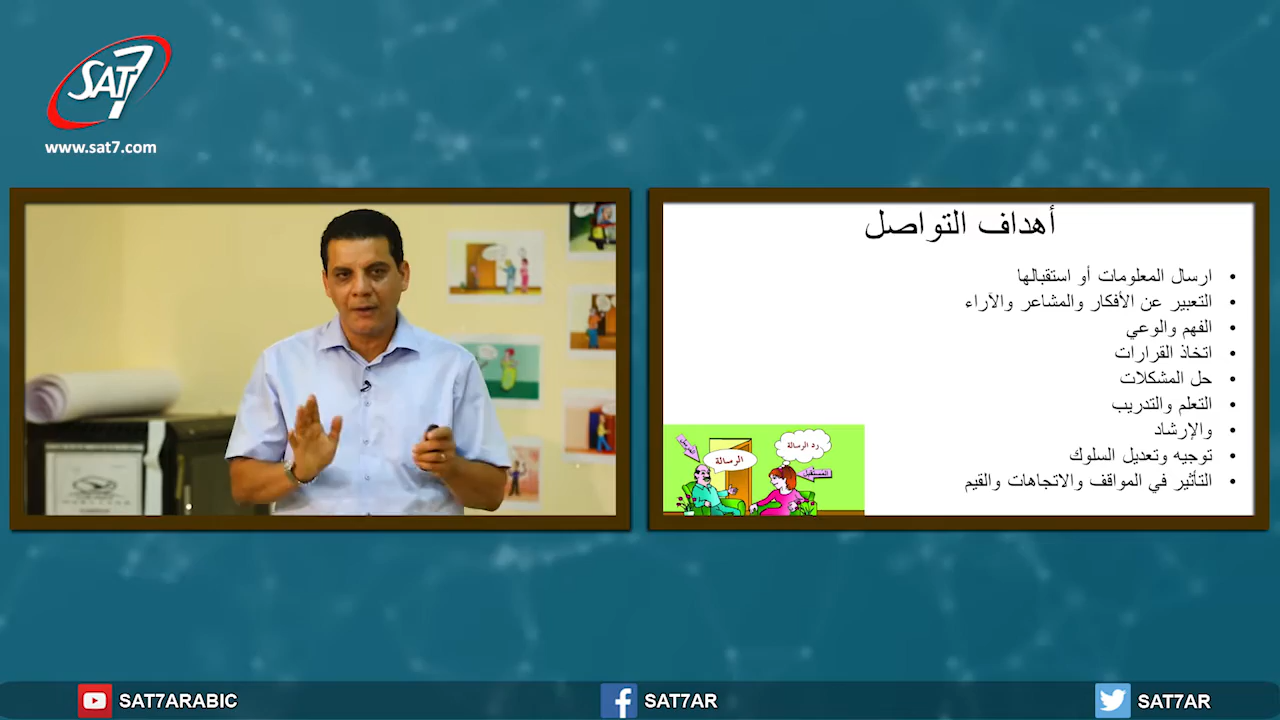 SAT7
www.sat7.com
أهداف التواصل
• ارسال المعلومات أو استقبالها
• التعبير عن الأفكار والمشاعر والآراء
• الفهم والوعي
• اتخاذ القرارات
• حل المشكلات
• التعلم والتدريب
• والإرشاد
• توجيه وتعديل السلوك
• التأثير في المواقف والاتجاهات والقيم
رد الرسالة
الرسالة
المستقبل
SAT7ARABIC
SAT7AR
SAT7AR